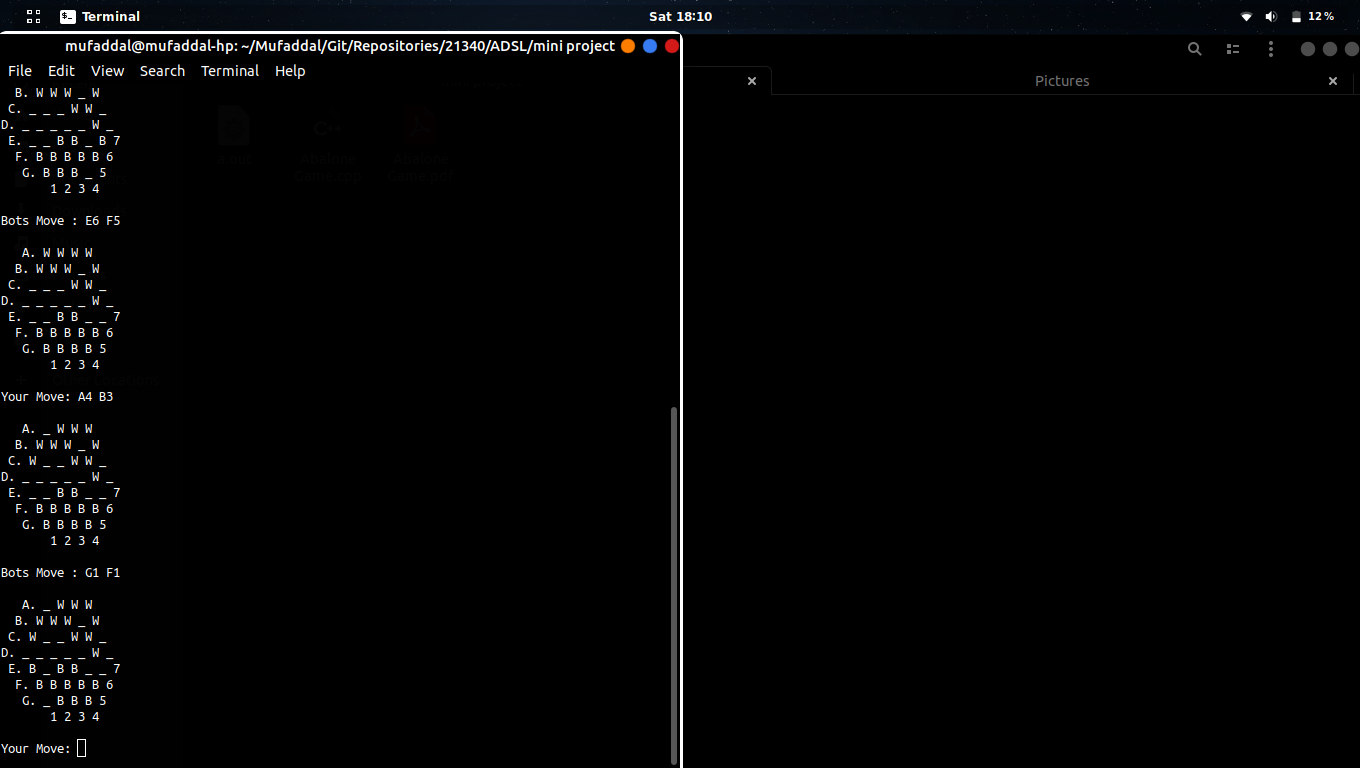 Terminal
Sat 18:10
12 %
mufaddal@mufaddal-hp: ~/Mufaddal/Git/Repositories/21340/ADSL/mini project
File Edit View Search Terminal Help
Pictures
B. W W W _ W
C. _ _ _ W W _
D. _ _ _ _ _ W _
E. _ _ B B _ B 7
F. B B B B B 6
G. B B B _ 5
1 2 3 4
Bots Move : E6 F5
A. W W W W
B. W W W _ W
C. _ _ _ W W _
D. _ _ _ _ _ W _
E. _ _ B B _ _ 7
F. B B B B B 6
G. B B B B 5
1 2 3 4
Your Move: A4 B3
A. _ W W W
B. W W W _ W
C. W _ _ W W _
D. _ _ _ _ _ W _
E. _ _ B B _ _ 7
F. B B B B B 6
G. B B B B 5
1 2 3 4
Bots Move : G1 F1
A. _ W W W
B. W W W _ W
C. W _ _ W W _
D. _ _ _ _ _ W _
E. B _ B B _ _ 7
F. B B B B B 6
G. _ B B B 5
1 2 3 4
Your Move: